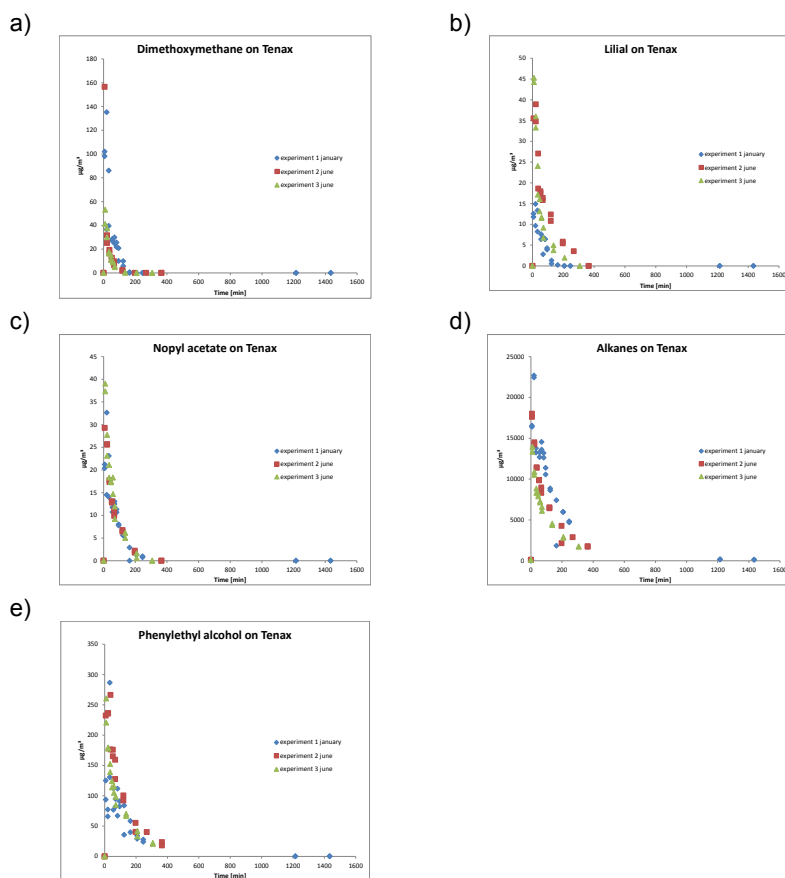 a)
Dimethoxymethane on Tenax
180
160
140
120
100
80
60
40
20
0
µg/m³
0 200 400 600 800 1000 1200 1400 1600
Time [min]
experiment 1 january
experiment 2 june
experiment 3 june
b)
Lilial on Tenax
50
45
40
35
30
25
20
15
10
5
0
µg/m³
0 200 400 600 800 1000 1200 1400 1600
Time [min]
experiment 1 january
experiment 2 june
experiment 3 june
c)
Nopyl acetate on Tenax
45
40
35
30
25
20
15
10
5
0
µg/m³
0 200 400 600 800 1000 1200 1400 1600
Time [min]
experiment 1 january
experiment 2 june
experiment 3 june
d)
Alkanes on Tenax
25000
20000
15000
10000
5000
0
µg/m³
0 200 400 600 800 1000 1200 1400 1600
Time [min]
experiment 1 january
experiment 2 june
experiment 3 june
e)
Phenylethyl alcohol on Tenax
350
300
250
200
150
100
50
0
µg/m³
0 200 400 600 800 1000 1200 1400 1600
Time [min]
experiment 1 january
experiment 2 june
experiment 3 june